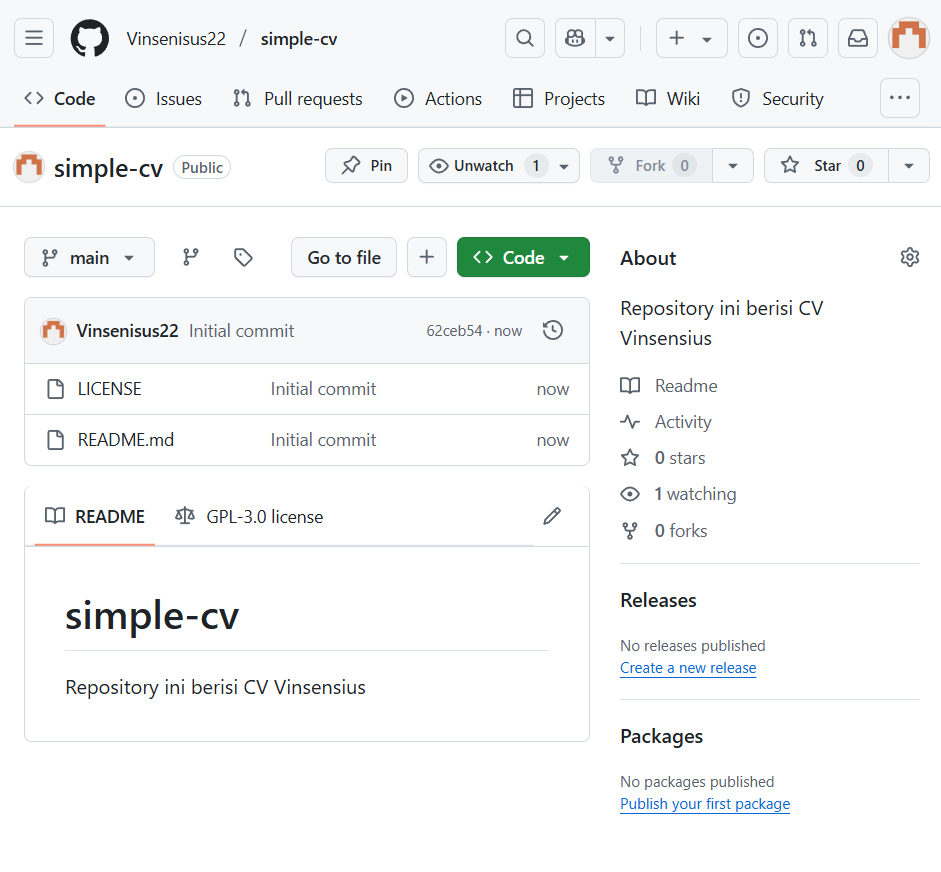 Vinsenisus22 / simple-cv
Code Issues Pull requests Actions Projects Wiki Security
simple-cv Public Pin Unwatch 1 Fork 0 Star 0
main Go to file Code
Vinsenisus22 Initial commit 62ceb54 · now
LICENSE Initial commit now
README.md Initial commit now
README GPL-3.0 license
simple-cv
Repository ini berisi CV Vinsensius
About
Repository ini berisi CV
Vinsensius
Readme
Activity
0 stars
1 watching
0 forks
Releases
No releases published
Create a new release
Packages
No packages published
Publish your first package